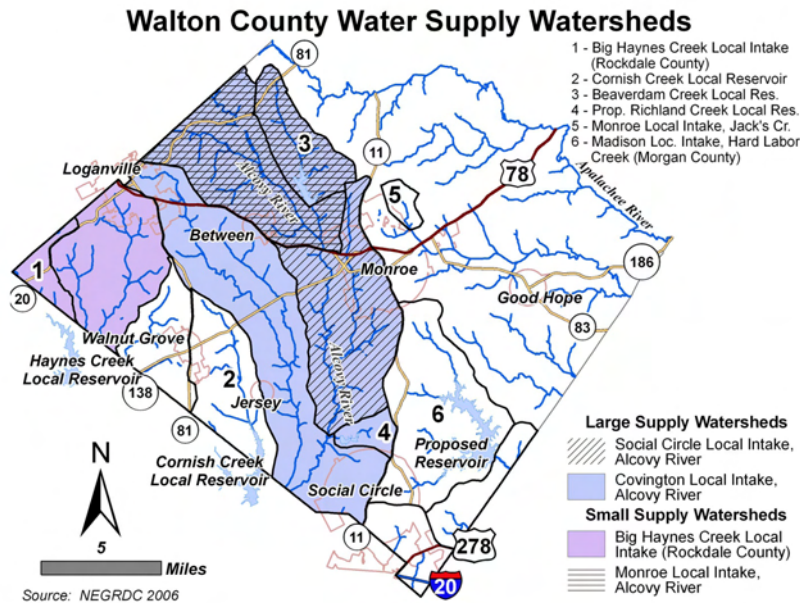 Walton County Water Supply Watersheds
1 - Big Haynes Creek Local Intake
(Rockdale County)
2 - Cornish Creek Local Reservoir
3 - Beaverdam Creek Local Res.
4 - Prop. Richland Creek Local Res.
5 - Monroe Local Intake, Jack's Cr.
6 - Madison Loc. Intake, Hard Labor
Creek (Morgan County)
81
3
11
Loganville
Alcovy River
5
78
Apalachee River
Between
186
1
Monroe
20
Good Hope
83
Walnut Grove
Haynes Creek
Local Reservoir
138
2
Alcovy River
Jersey
6
81
4
Proposed
Reservoir
Large Supply Watersheds
Social Circle Local Intake,
Alcovy River
N
Cornish Creek
Local Reservoir
Covington Local Intake,
Alcovy River
Social Circle
Small Supply Watersheds
11
Big Haynes Creek Local
Intake (Rockdale County)
278
5
Miles
Monroe Local Intake,
Alcovy River
20
Source: NEGRDC 2006